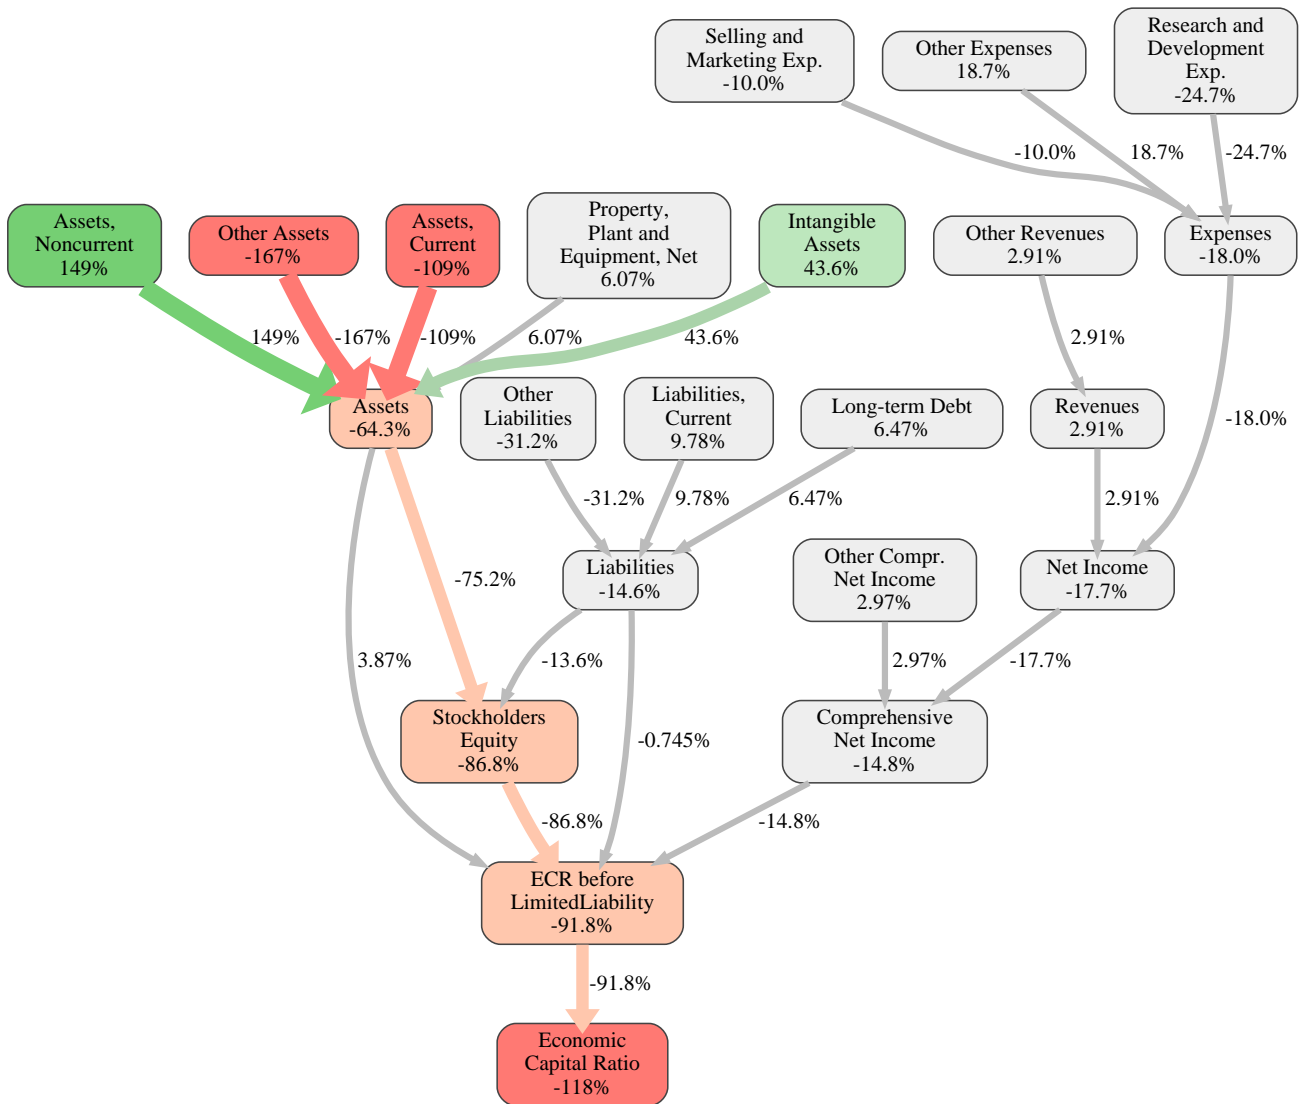 Selling and
Marketing Exp.
-10.0%
Other Expenses
18.7%
Research and
Development
Exp.
-24.7%
-10.0%
18.7%
-24.7%
Assets,
Noncurrent
149%
Other Assets
-167%
Assets,
Current
-109%
Property,
Plant and
Equipment, Net
6.07%
Intangible
Assets
43.6%
Other Revenues
2.91%
Expenses
-18.0%
149%
-167%
-109%
6.07%
43.6%
2.91%
-18.0%
Assets
-64.3%
Other
Liabilities
-31.2%
Liabilities,
Current
9.78%
Long-term Debt
6.47%
Revenues
2.91%
-31.2%
9.78%
6.47%
2.91%
-75.2%
Liabilities
-14.6%
Other Compr.
Net Income
2.97%
Net Income
-17.7%
3.87%
-13.6%
2.97%
-17.7%
Stockholders
Equity
-86.8%
-0.745%
Comprehensive
Net Income
-14.8%
-86.8%
-14.8%
ECR before
LimitedLiability
-91.8%
-91.8%
Economic
Capital Ratio
-118%